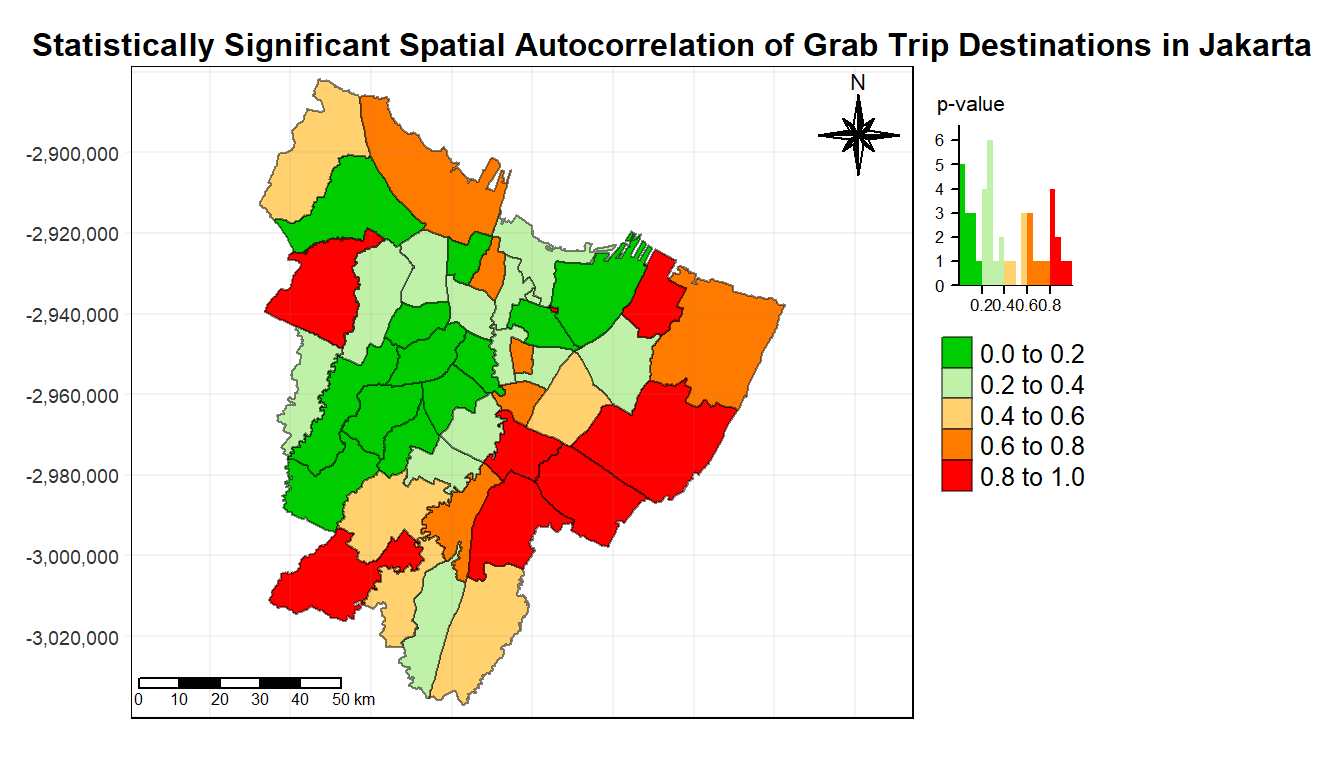 Statistically Significant Spatial Autocorrelation of Grab Trip Destinations in Jakarta
N
-2,900,000
-2,920,000
-2,940,000
-2,960,000
-2,980,000
-3,000,000
-3,020,000
0 10 20 30 40 50 km
p-value
6
5
4
3
2
1
0
0.20.40.60.8
0.0 to 0.2
0.2 to 0.4
0.4 to 0.6
0.6 to 0.8
0.8 to 1.0